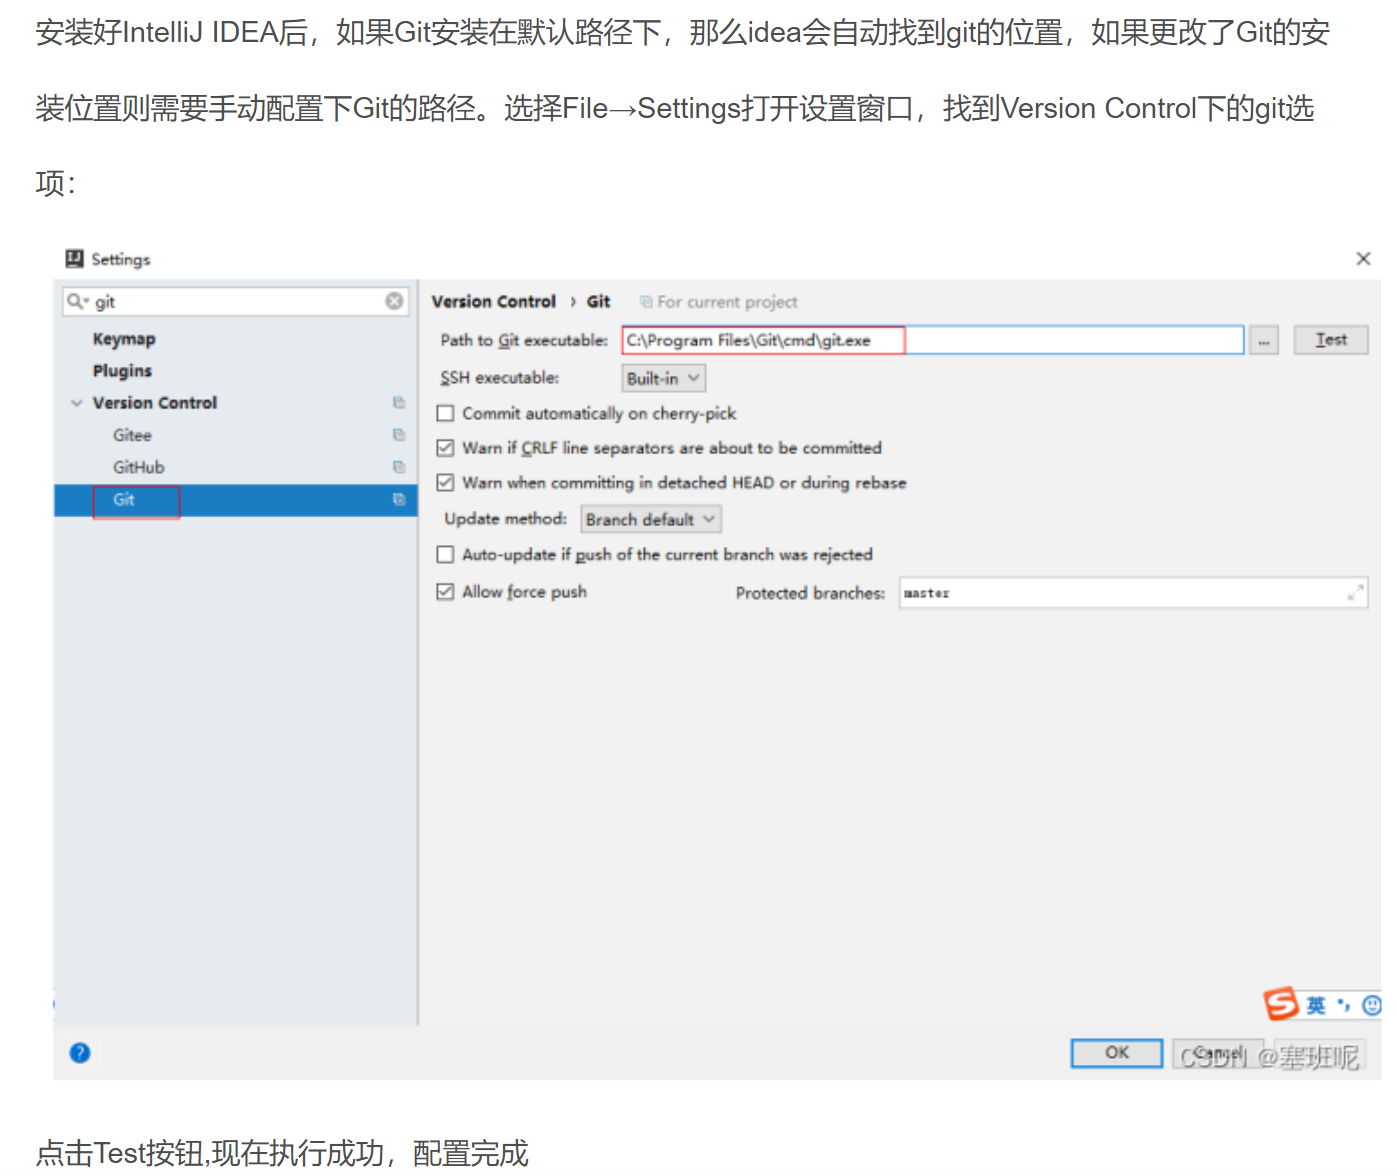 安装好IntelliJ IDEA后，如果Git安装在默认路径下，那么idea会自动找到git的位置，如果更改了Git的安
装位置则需要手动配置下Git的路径。选择File→Settings打开设置窗口，找到Version Control下的git选
项：
Settings
git
Version Control › Git For current project
Keymap
Path to Git executable: C:\Program Files\Git\cmd\git.exe ... Test
Plugins
SSH executable: Built-in
Version Control
Commit automatically on cherry-pick
Gitee
Warn if CRLF line separators are about to be committed
GitHub
Warn when committing in detached HEAD or during rebase
Git
Update method: Branch default
Auto-update if push of the current branch was rejected
Allow force push Protected branches: master
英
OK Cancel
CSDN @塞班呢
点击Test按钮,现在执行成功，配置完成